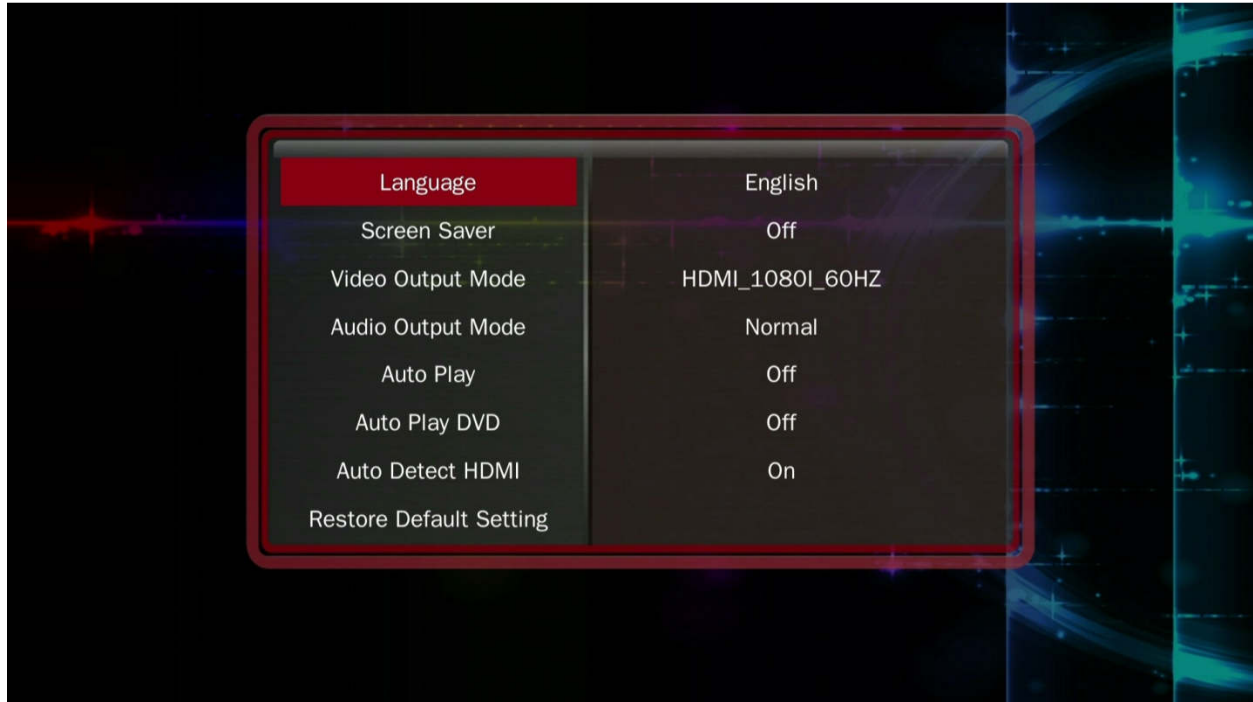 Language English
Screen Saver Off
Video Output Mode HDMI_1080I_60HZ
Audio Output Mode Normal
Auto Play Off
Auto Play DVD Off
Auto Detect HDMI On
Restore Default Setting